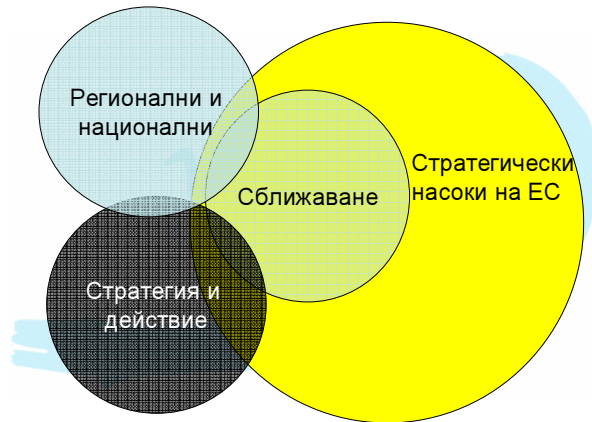 Регионални и
национални
Стратегически
насоки на ЕС
Сближаване
Стратегия и
действие